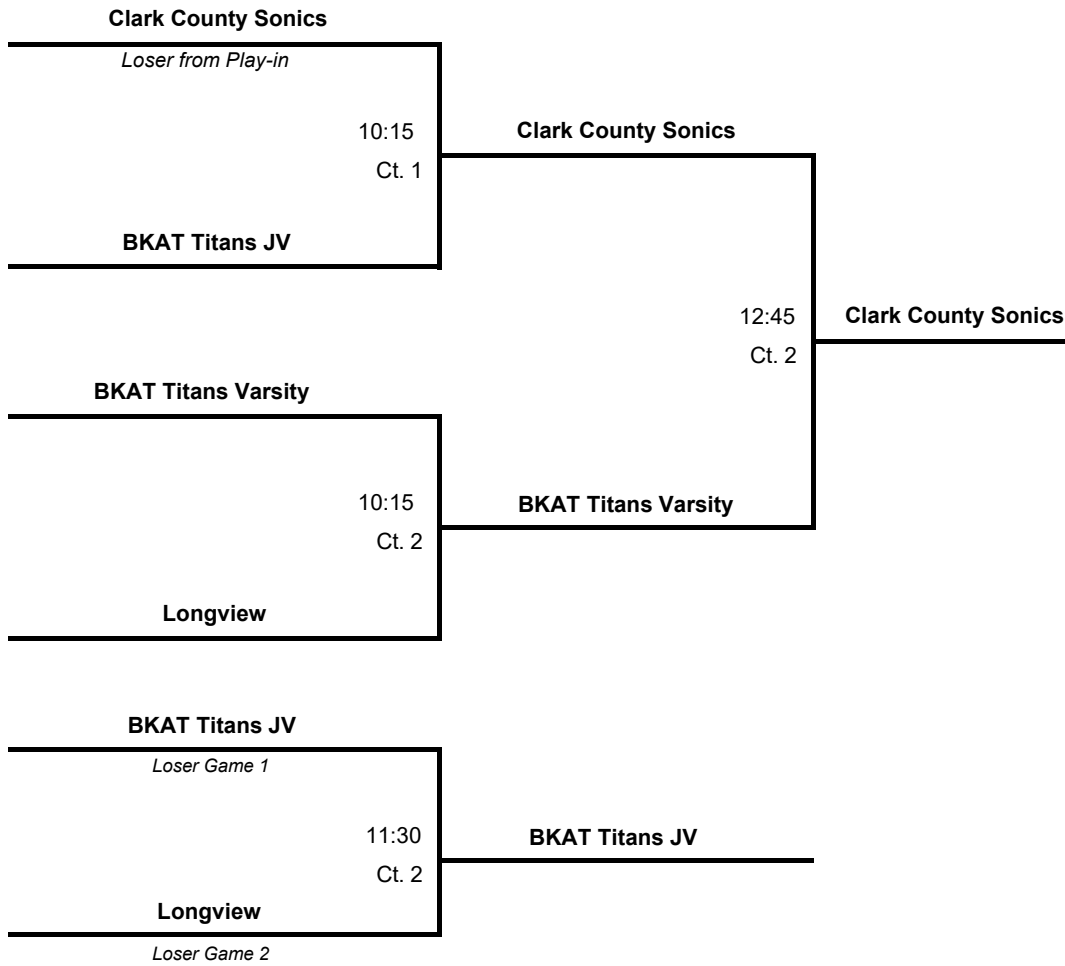 Clark County Sonics
Loser from Play-in
10:15
Clark County Sonics
Ct. 1
BKAT Titans JV
12:45
Clark County Sonics
Ct. 2
BKAT Titans Varsity
10:15
BKAT Titans Varsity
Ct. 2
Longview
BKAT Titans JV
Loser Game 1
11:30
BKAT Titans JV
Ct. 2
Longview
Loser Game 2